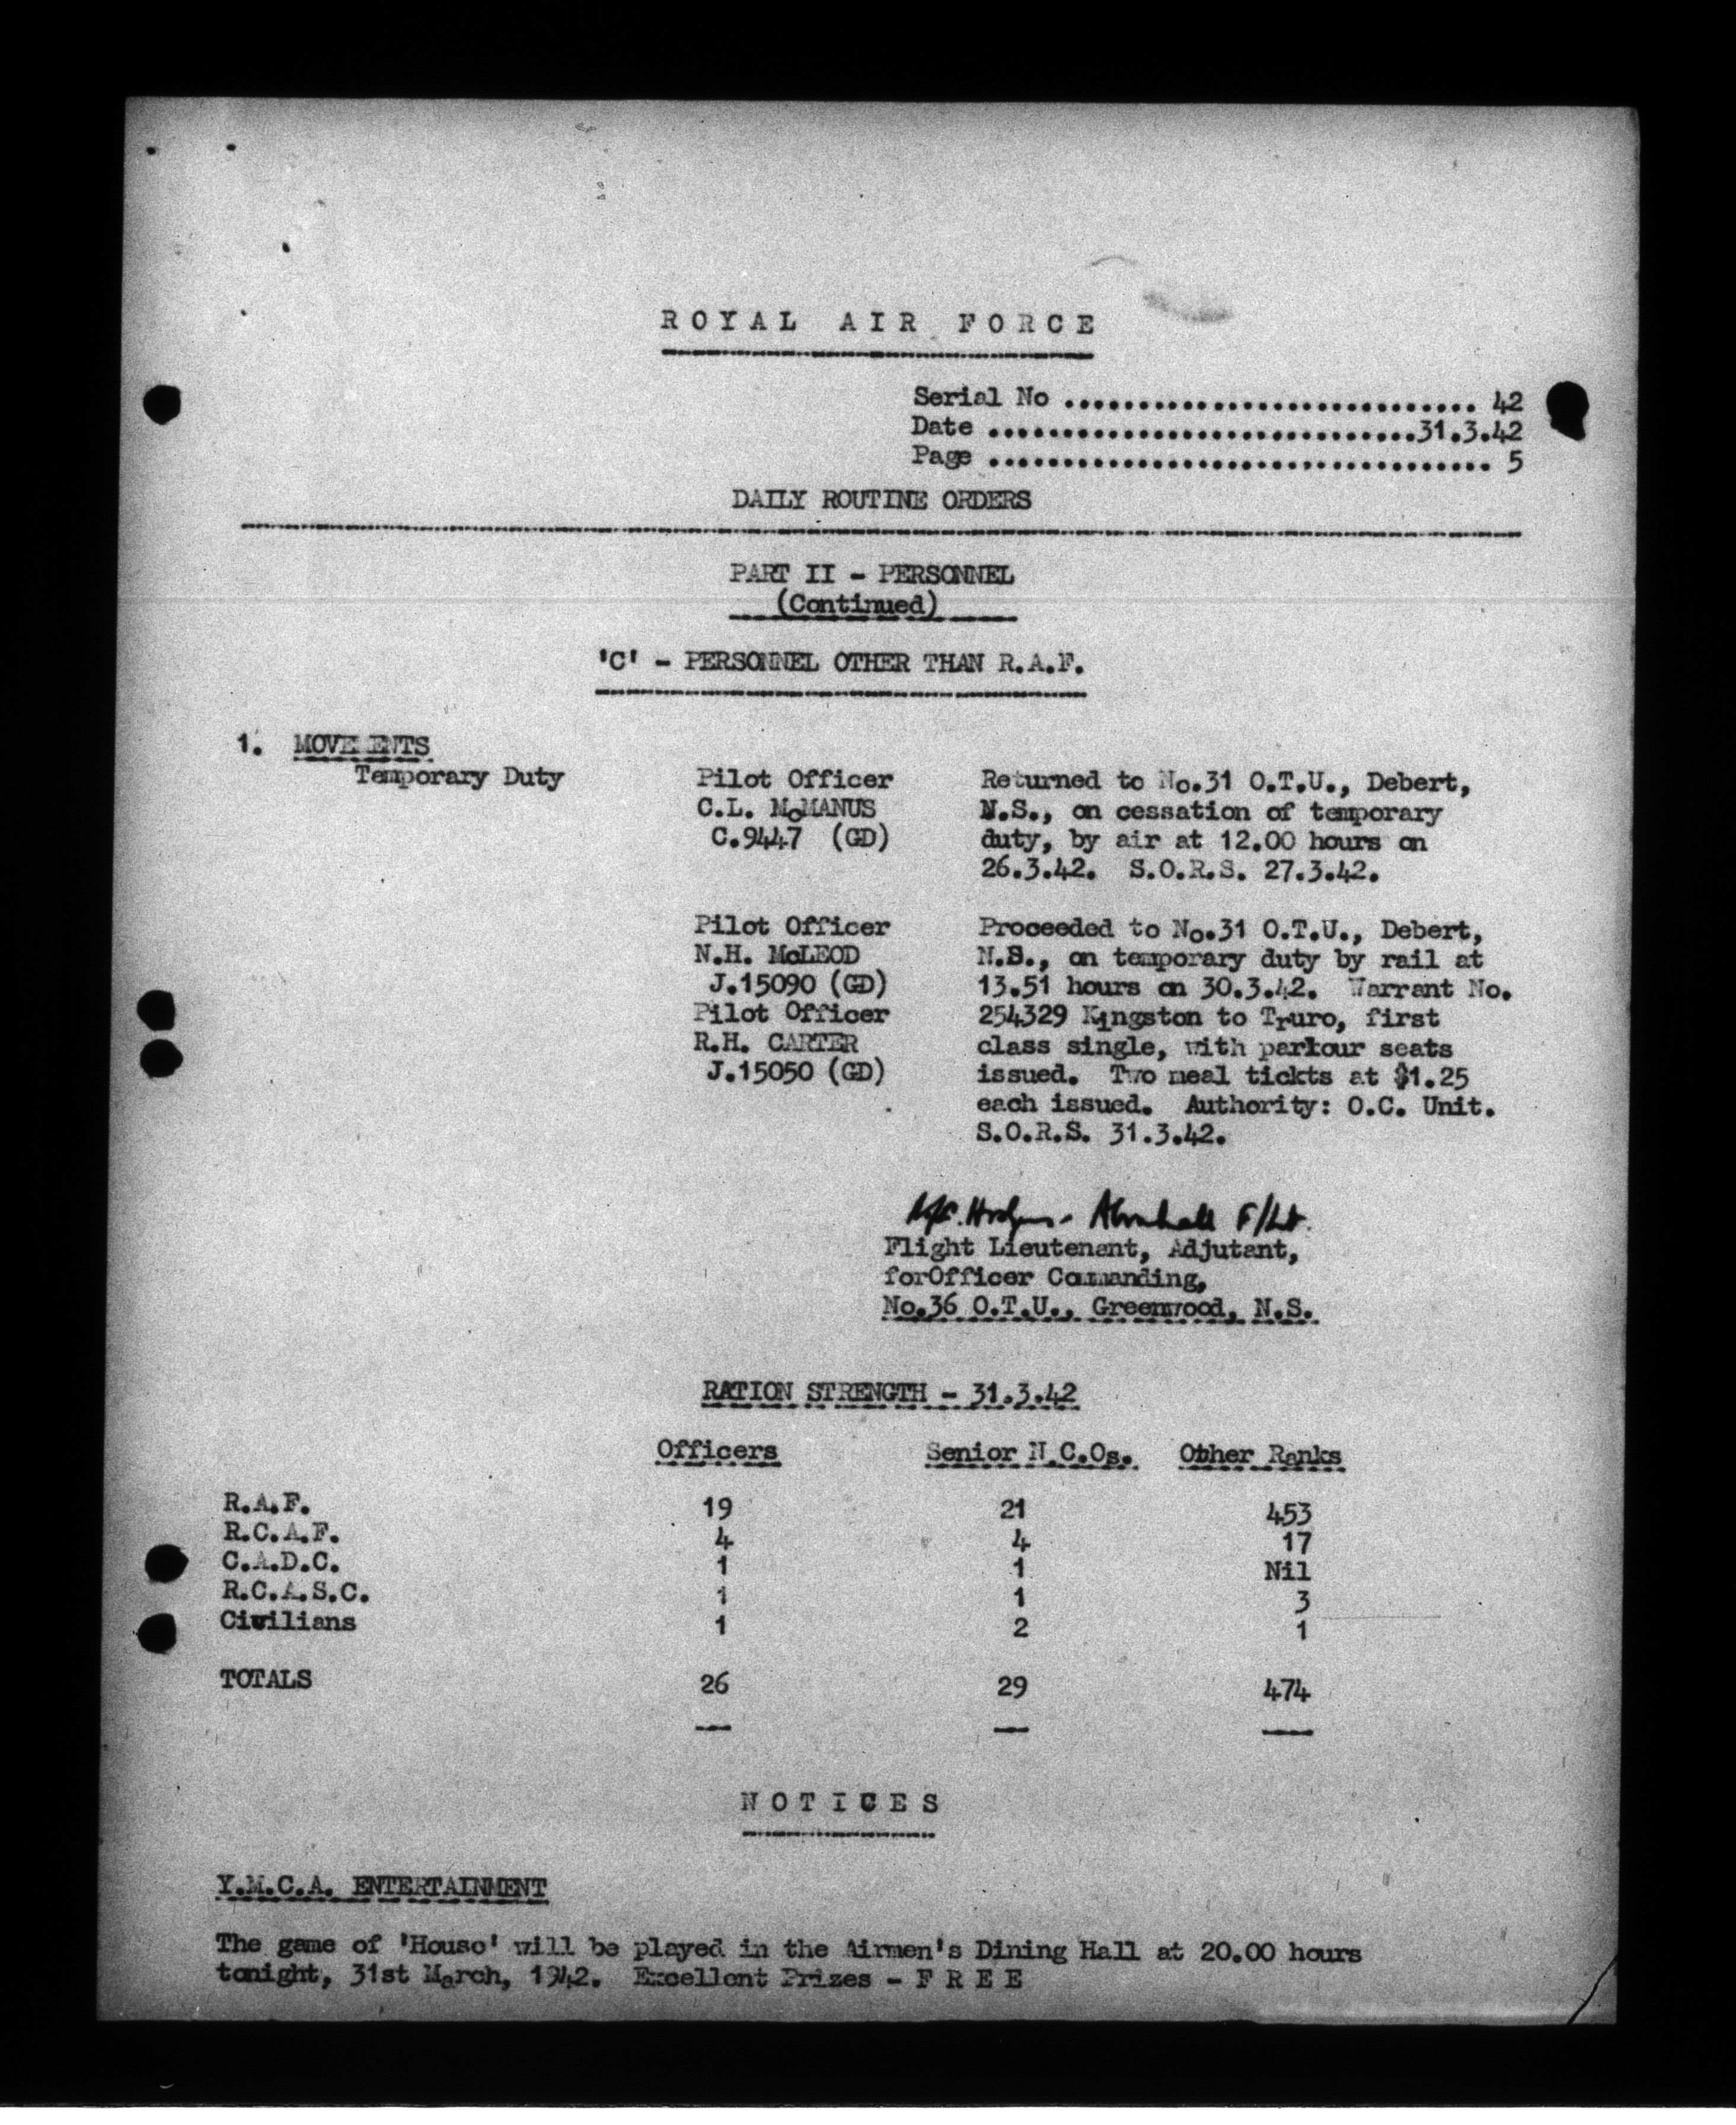 ROYAL AIR FORCE
Serial No ............................ 42
Date .............................31.3.42
Page .................................. 5
DAILY ROUTINE ORDERS
PART II - PERSONNEL
(Continued)
'C' - PERSONNEL OTHER THAN R.A.F.
1. MOVEMENTS
Temporary Duty
Pilot Officer
C.L. McMANUS
C.9447 (GD)
Returned to No.31 O.T.U., Debert,
N.S., on cessation of temporary
duty, by air at 12.00 hours on
26.3.42. S.O.R.S. 27.3.42.
Pilot Officer
N.H. McLEOD
J.15090 (GD)
Pilot Officer
R.H. CARTER
J.15050 (GD)
Proceeded to No.31 O.T.U., Debert,
N.S., on temporary duty by rail at
13.51 hours on 30.3.42. Warrant No.
254329 Kingston to Truro, first
class single, with parlour seats
issued. Two meal tickts at $1.25
each issued. Authority: O.C. Unit.
S.O.R.S. 31.3.42.
F/Lt.
Flight Lieutenant, Adjutant,
forOfficer Commanding,
No.36 O.T.U., Greenwood, N.S.
RATION STRENGTH - 31.3.42
Officers Senior N.C.Os. Other Ranks
R.A.F. 19 21 453
R.C.A.F. 4 4 17
C.A.D.C. 1 1 Nil
R.C.A.S.C. 1 1 3
Civilians 1 2 1
TOTALS 26 29 474
NOTICES
Y.M.C.A. ENTERTAINMENT
The game of 'House' will be played in the Airmen's Dining Hall at 20.00 hours
tonight, 31st March, 1942. Excellent Prizes - F R E E